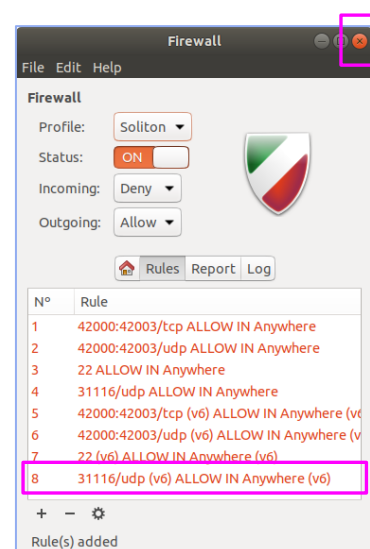 Firewall
File Edit Help
Firewall
Profile: Soliton
Status: ON
Incoming: Deny
Outgoing: Allow
Rules Report Log
Nº Rule
1 42000:42003/tcp ALLOW IN Anywhere
2 42000:42003/udp ALLOW IN Anywhere
3 22 ALLOW IN Anywhere
4 31116/udp ALLOW IN Anywhere
5 42000:42003/tcp (v6) ALLOW IN Anywhere (v6
6 42000:42003/udp (v6) ALLOW IN Anywhere (v
7 22 (v6) ALLOW IN Anywhere (v6)
8 31116/udp (v6) ALLOW IN Anywhere (v6)
Rule(s) added